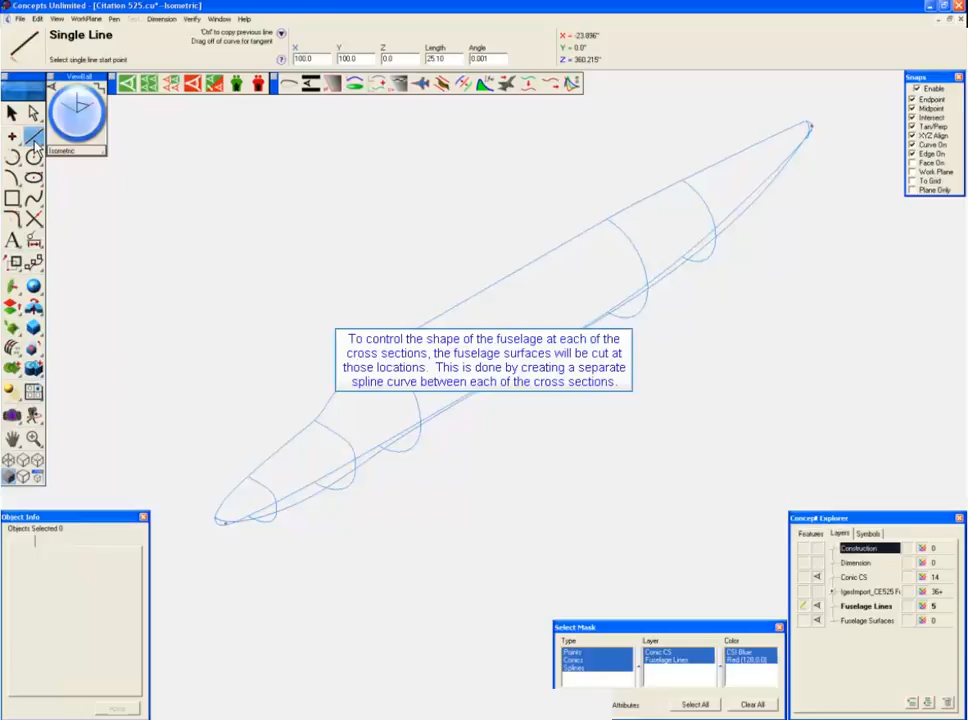 Concepts Unlimited - [Citation 525.cu*--Isometric]
File Edit View WorkPlane Pen Text Dimension Verify Window Help
Single Line
Select single line start point
'Ctrl' to copy previous line
Drag off of curve for tangent
X Y Z Length Angle
100.0 100.0 0.0 25.10 0.001
X = -23.896"
Y = 0.0"
Z = 360.215"
ViewBall
Isometric
Snaps
Enable
Endpoint
Midpoint
Intersect
Tan/Perp
XYZ Align
Curve On
Edge On
Face On
Work Plane
To Grid
Plane Only
To control the shape of the fuselage at each of the
cross sections, the fuselage surfaces will be cut at
those locations. This is done by creating a separate
spline curve between each of the cross sections.
Object Info
Objects Selected 0
Apply
Select Mask
Type Layer Color
Points Conic CS CSI Blue
Conics Fuselage Lines Red (128,0,0)
Splines
Attributes Select All Clear All
Concept Explorer
Features Layers Symbols
Construction 0
Dimension 0
Conic CS 14
IgesImport_CE525 Fu 36+
Fuselage Lines 5
Fuselage Surfaces 0